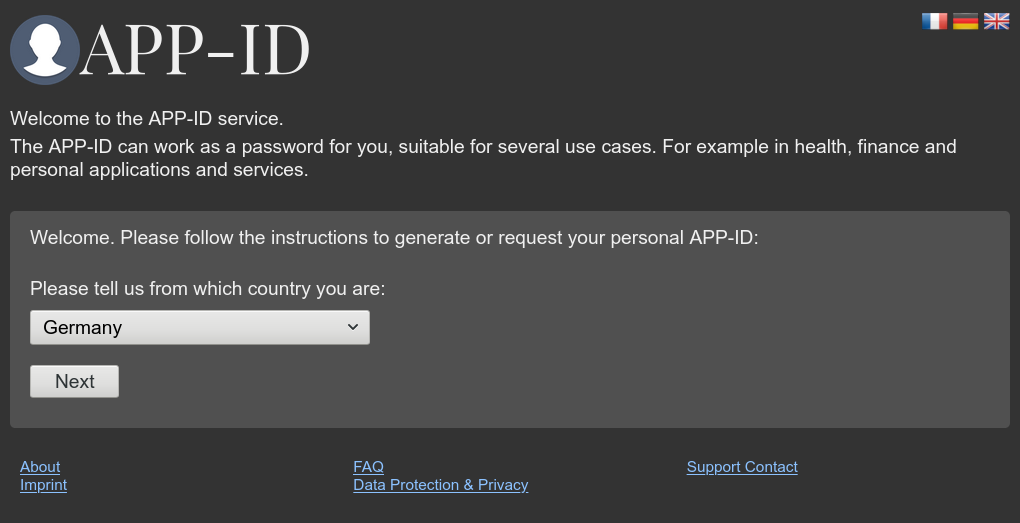 APP-ID
Welcome to the APP-ID service.
The APP-ID can work as a password for you, suitable for several use cases. For example in health, finance and
personal applications and services.
Welcome. Please follow the instructions to generate or request your personal APP-ID:
Please tell us from which country you are:
Germany
Next
About
FAQ
Support Contact
Imprint
Data Protection & Privacy